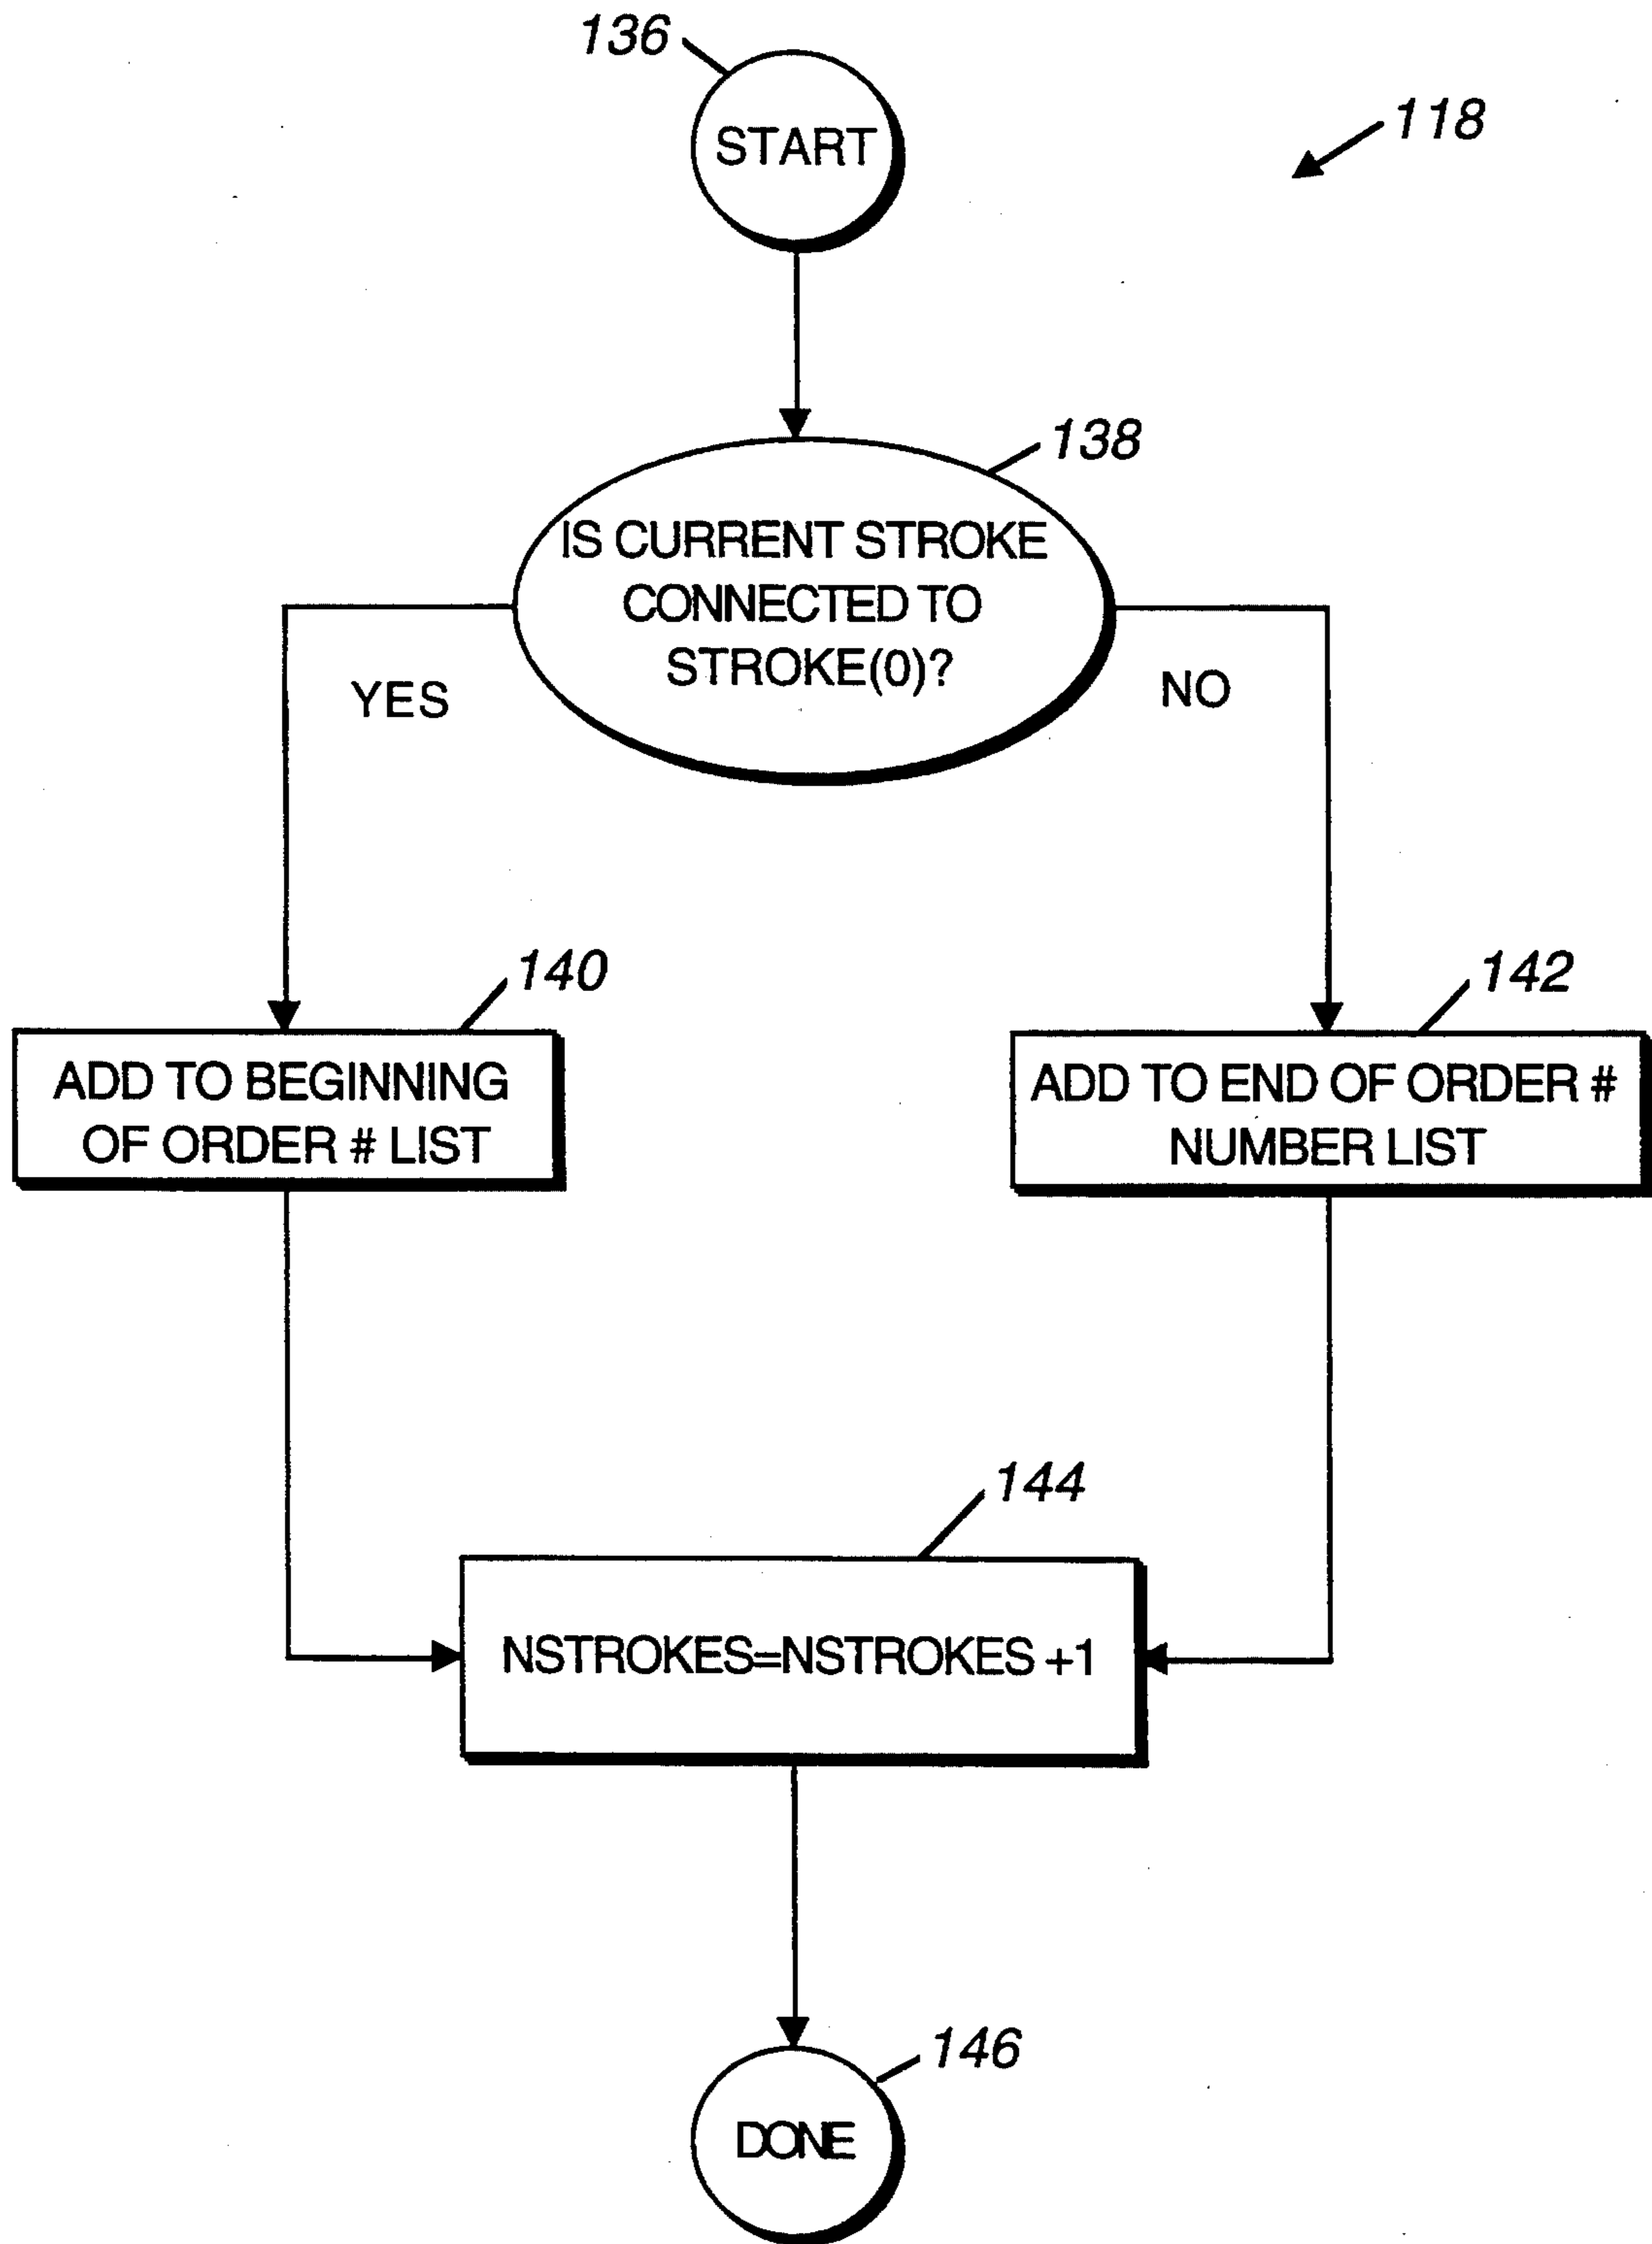 136
START
118
138
IS CURRENT STROKE
CONNECTED TO
STROKE(0)?
YES
NO
140
ADD TO BEGINNING
OF ORDER # LIST
142
ADD TO END OF ORDER #
NUMBER LIST
144
NSTROKES=NSTROKES +1
146
DONE